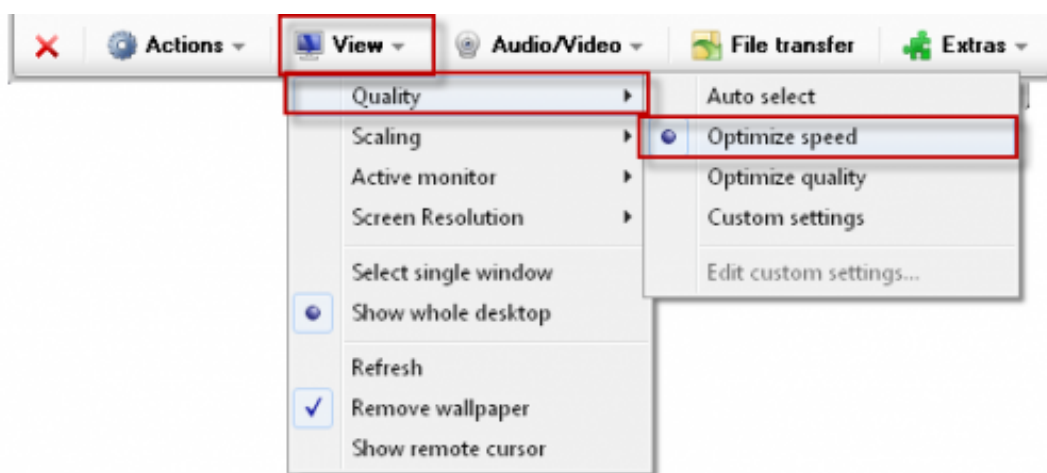 Actions View Audio/Video File transfer Extras
Quality
Scaling
Active monitor
Screen Resolution
Select single window
Show whole desktop
Refresh
Remove wallpaper
Show remote cursor
Auto select
Optimize speed
Optimize quality
Custom settings
Edit custom settings...